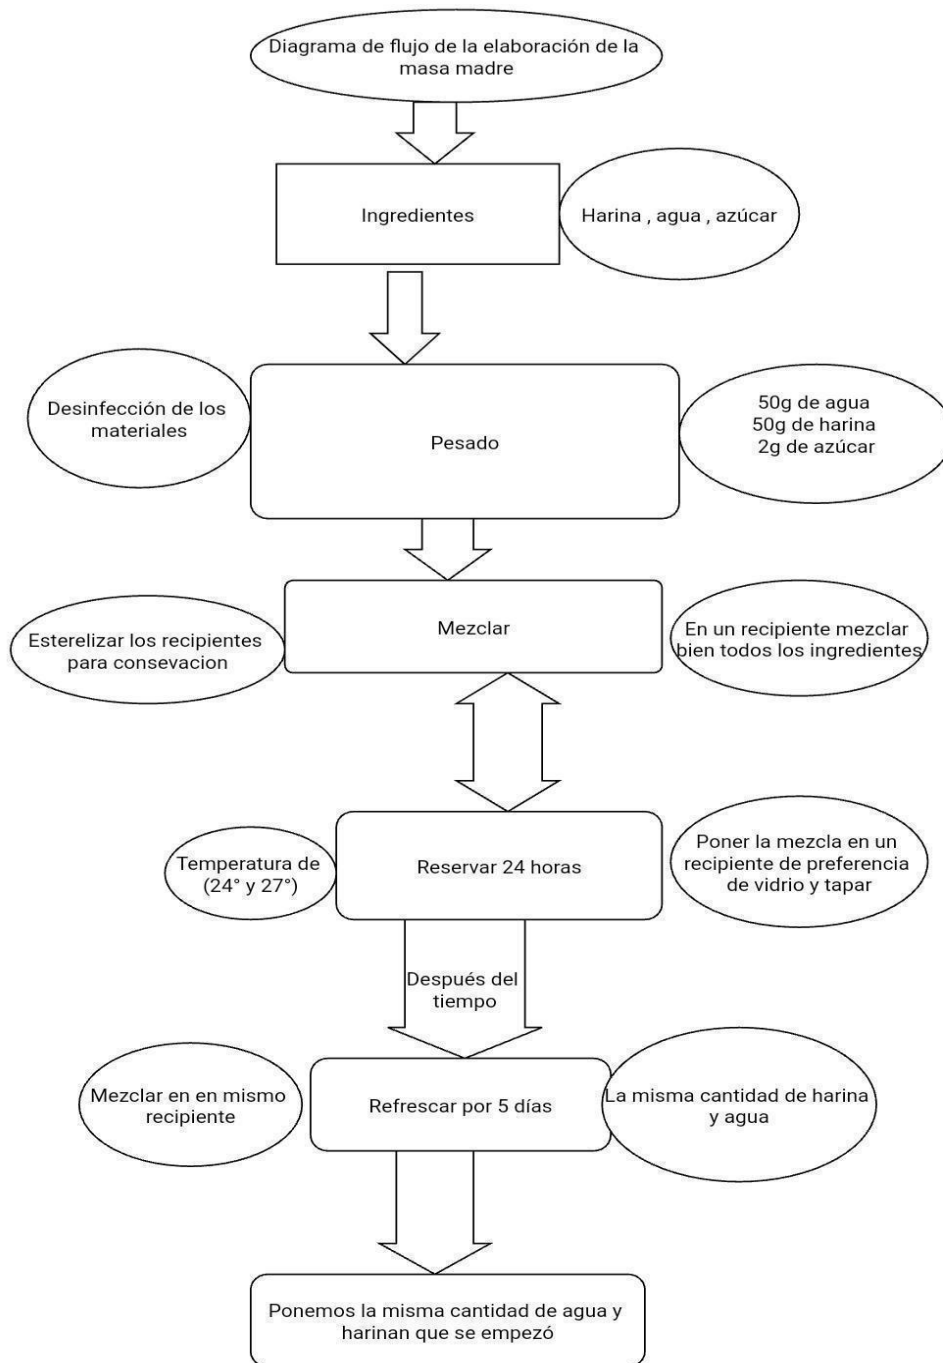 Diagrama de flujo de la elaboración de la
masa madre
Ingredientes
Harina , agua , azúcar
Desinfección de los
materiales
Pesado
50g de agua
50g de harina
2g de azúcar
Esterelizar los recipientes
para consevacion
Mezclar
En un recipiente mezclar
bien todos los ingredientes
Temperatura de
(24° y 27°)
Reservar 24 horas
Poner la mezcla en un
recipiente de preferencia
de vidrio y tapar
Después del
tiempo
Mezclar en en mismo
recipiente
Refrescar por 5 días
La misma cantidad de harina
y agua
Ponemos la misma cantidad de agua y
harinan que se empezó